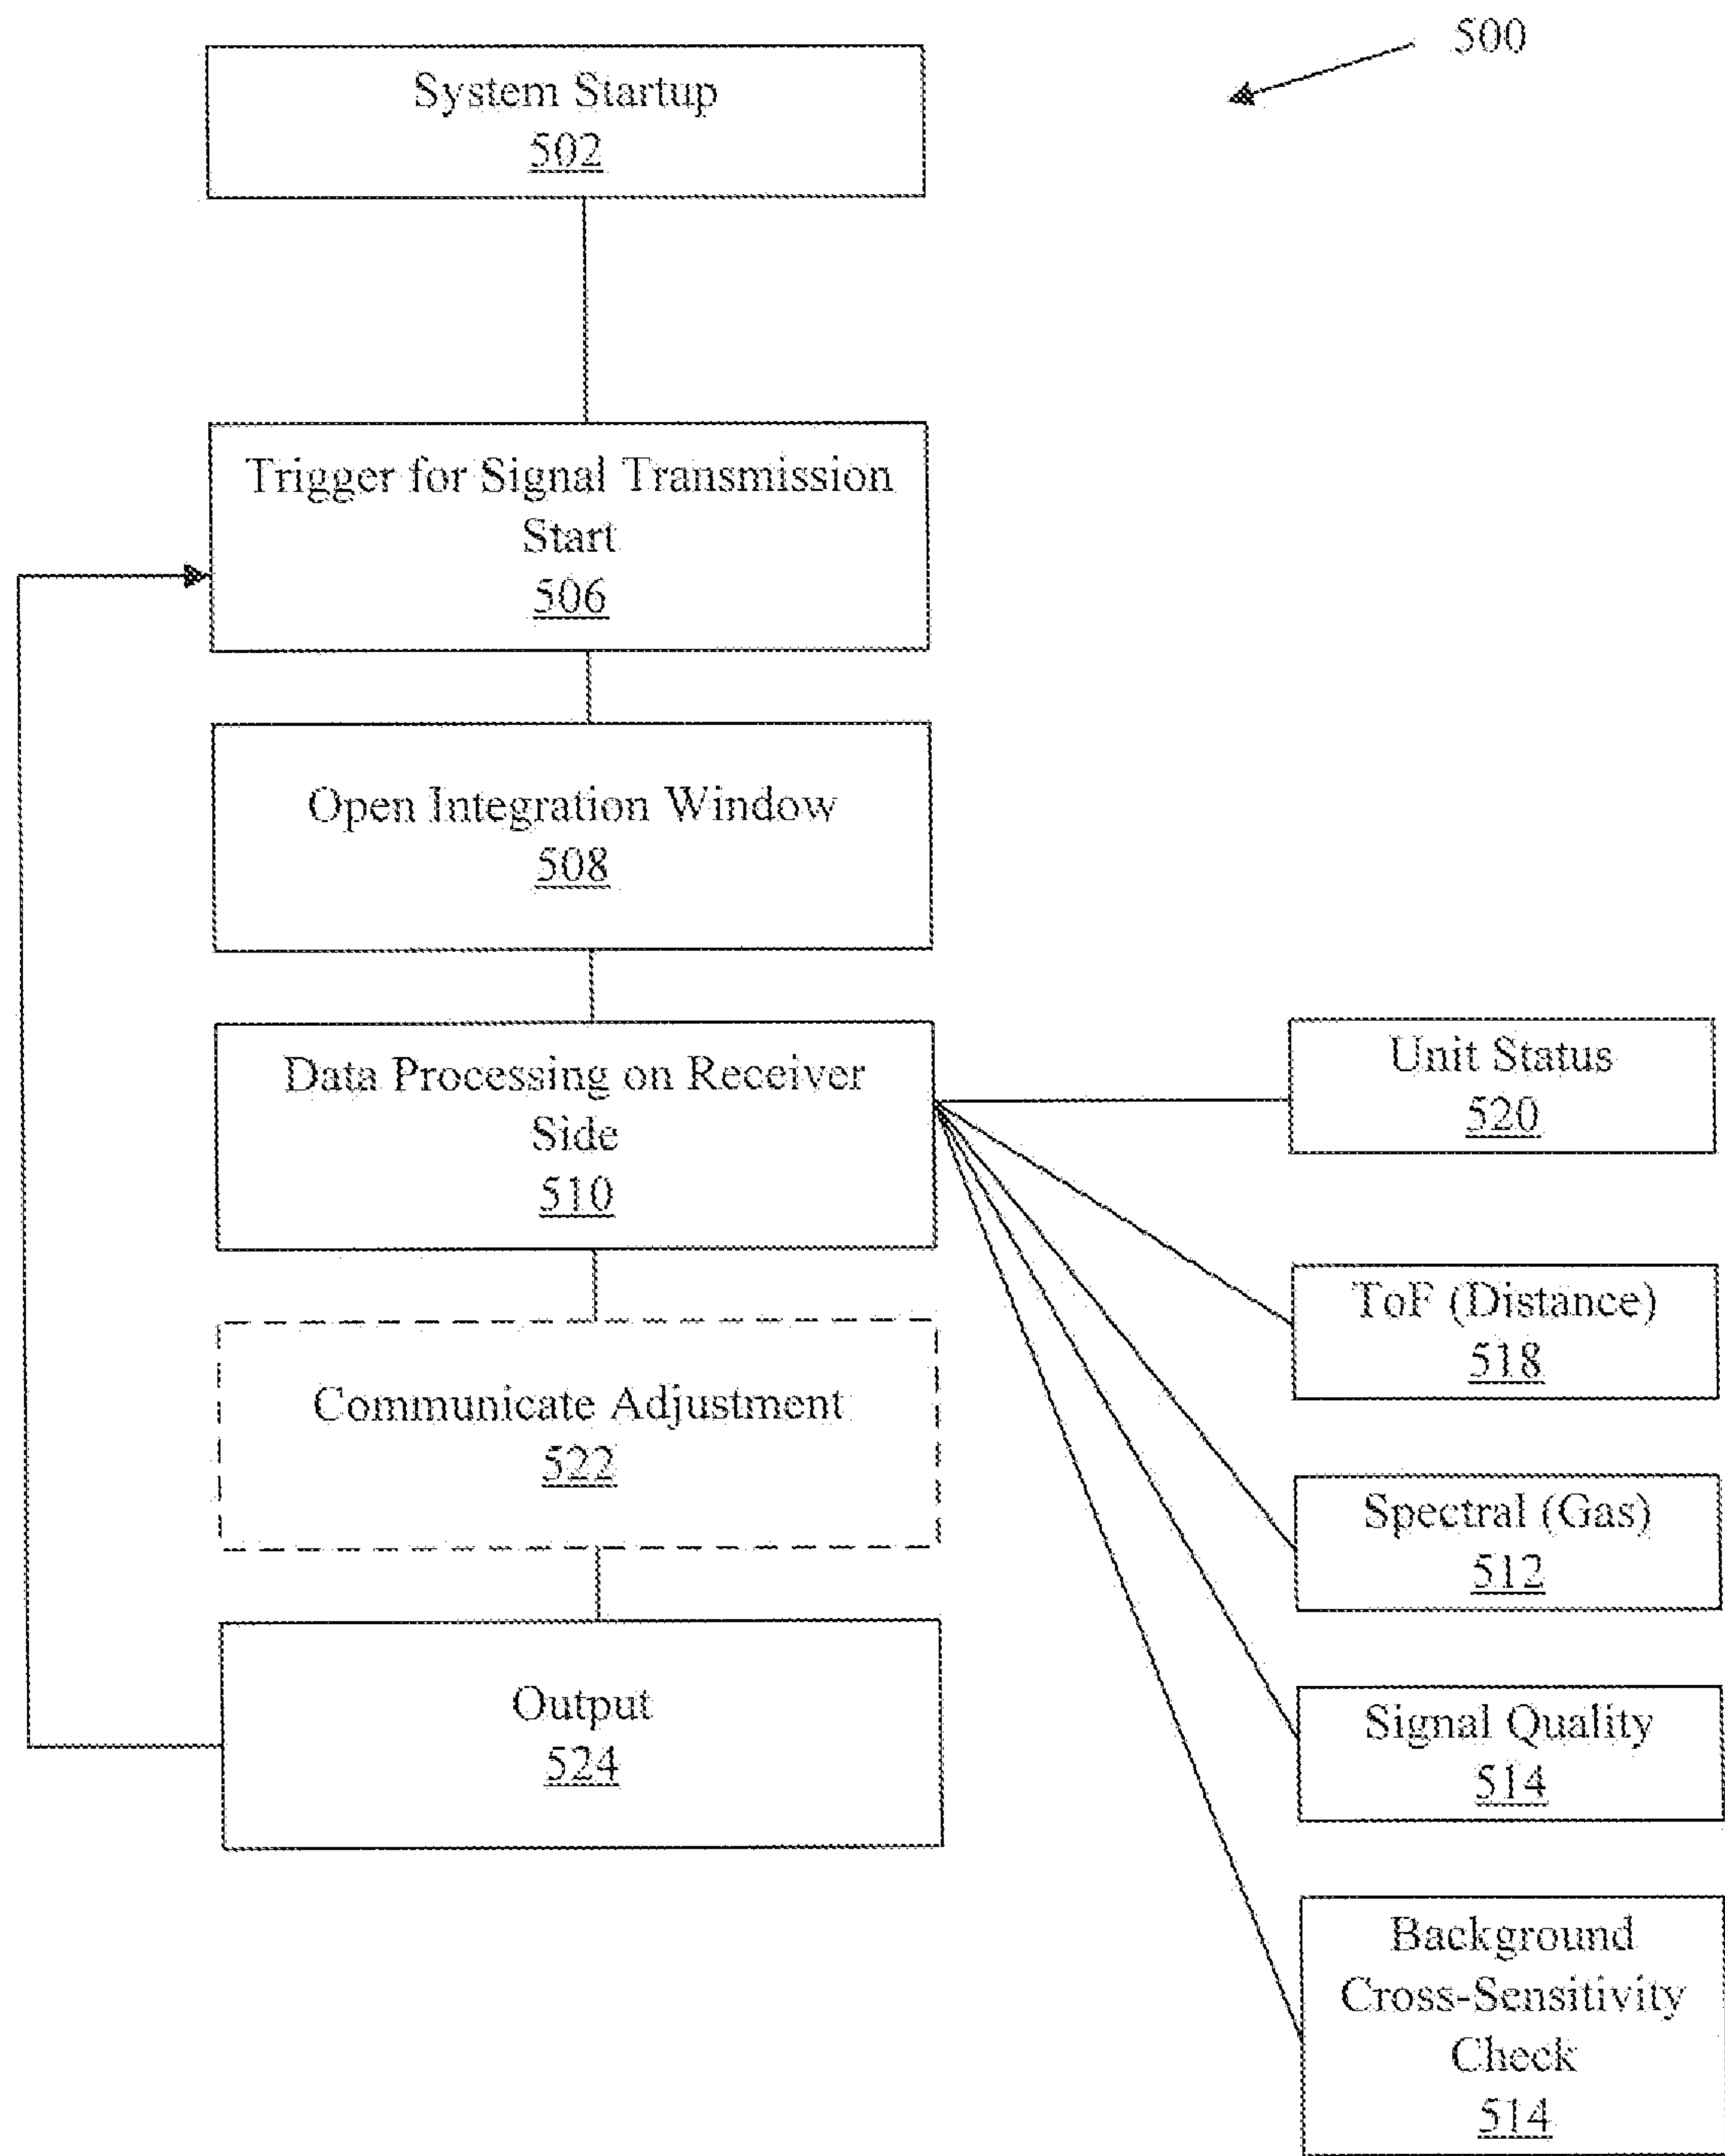 500
System Startup
502
Trigger for Signal Transmission
Start
506
Open Integration Window
508
Data Processing on Receiver
Side
510
Communicate Adjustment
522
Output
524
Unit Status
520
ToF (Distance)
518
Spectral (Gas)
512
Signal Quality
514
Background
Cross-Sensitivity
Check
514